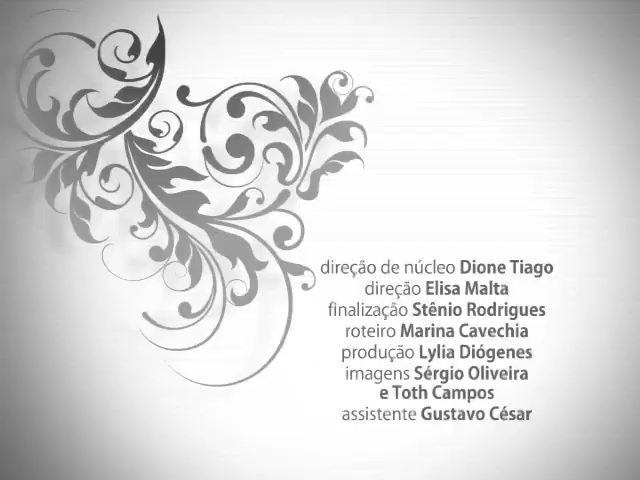 direção de núcleo Dione Tiago
direção Elisa Malta
finalização Stênio Rodrigues
roteiro Marina Cavechia
produção Lylia Diógenes
imagens Sérgio Oliveira
e Toth Campos
assistente Gustavo César